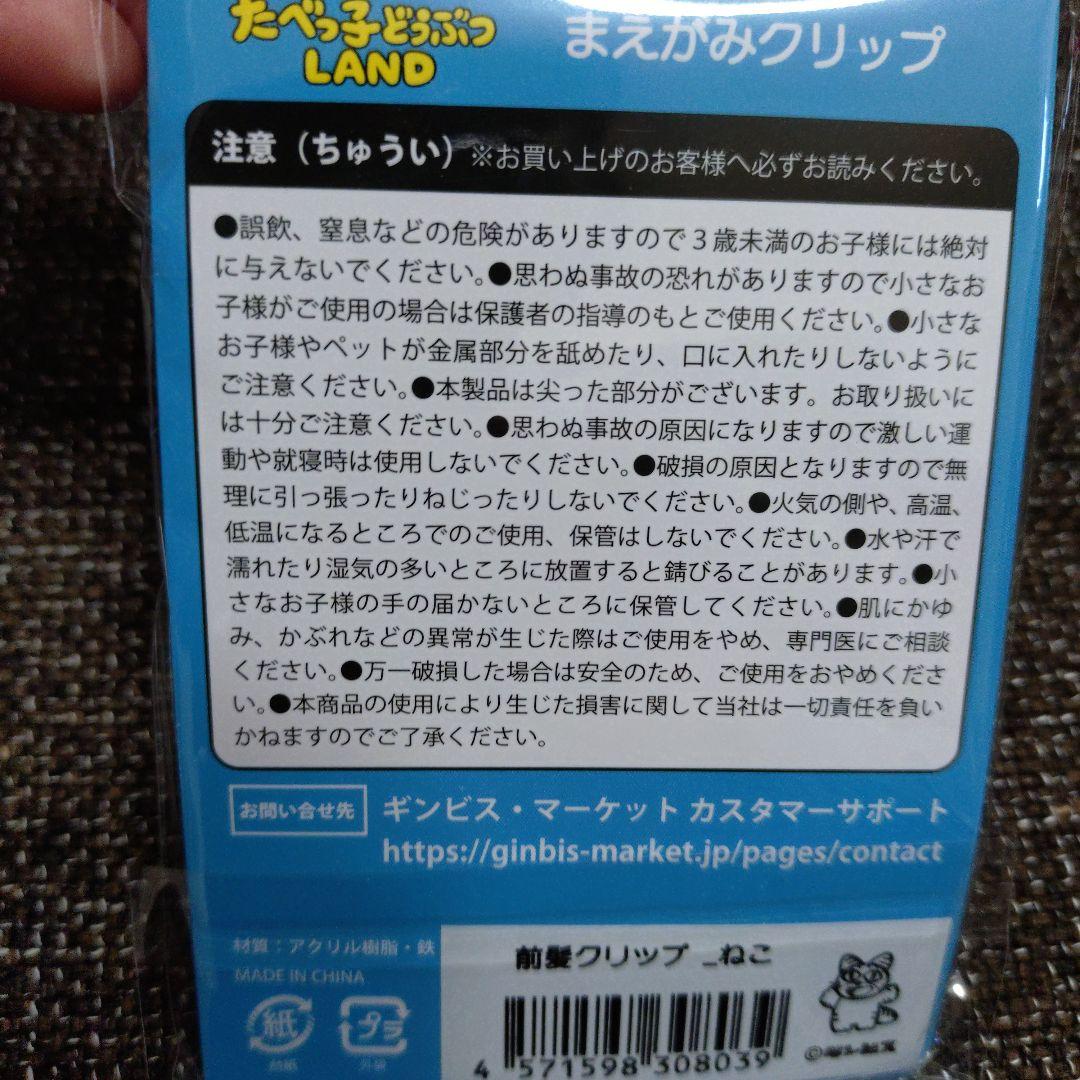 たべっ子どうぶつ
LAND
まえがみクリップ
注意（ちゅうい）※お買い上げのお客様へ必ずお読みください。
●誤飲、窒息などの危険がありますので3歳未満のお子様には絶対
に与えないでください。●思わぬ事故の恐れがありますので小さなお
子様がご使用の場合は保護者の指導のもとご使用ください。●小さな
お子様やペットが金属部分を舐めたり、口に入れたりしないように
ご注意ください。●本製品は尖った部分がございます。お取り扱いに
は十分ご注意ください。●思わぬ事故の原因になりますので激しい運
動や就寝時は使用しないでください。●破損の原因となりますので無
理に引っ張ったりねじったりしないでください。●火気の側や、高温、
低温になるところでのご使用、保管はしないでください。●水や汗で
濡れたり湿気の多いところに放置すると錆びることがあります。●小
さなお子様の手の届かないところに保管してください。●肌にかゆ
み、かぶれなどの異常が生じた際はご使用をやめ、専門医にご相談
ください。●万一破損した場合は安全のため、ご使用をおやめくださ
い。●本商品の使用により生じた損害に関して当社は一切責任を負い
かねますのでご了承ください。
お問い合せ先
ギンビス・マーケット カスタマーサポート
https://ginbis-market.jp/pages/contact
材質：アクリル樹脂・鉄
MADE IN CHINA
紙
プラ
外袋
前髪クリップ _ねこ
4 571598 308039